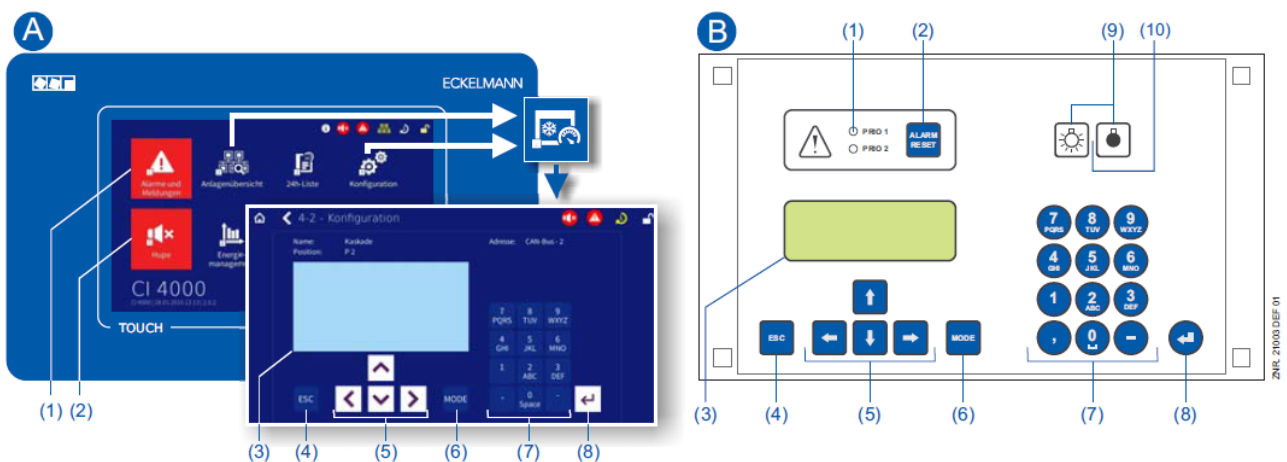 A
ECKELMANN
Alarme und
Meldungen
Anlagenübersicht
24h-Liste
Konfiguration
Hupe
Energie-
management
CI 4000
TOUCH
4-2 - Konfiguration
Name: Kaskade
Position: P 2
Adresse: CAN-Bus - 2
7 PQRS
8 TUV
9 WXYZ
4 GHI
5 JKL
6 MNO
1
2 ABC
3 DEF
0 Space
-
ESC
MODE
(1)
(2)
(3)
(4)
(5)
(6)
(7)
(8)
B
(1)
(2)
(9)
(10)
PRIO 1
PRIO 2
ALARM
RESET
7 PQRS
8 TUV
9 WXYZ
4 GHI
5 JKL
6 MNO
1
2 ABC
3 DEF
,
0
–
ESC
MODE
(3)
(4)
(5)
(6)
(7)
(8)
ZNR. 21003 DEF 01